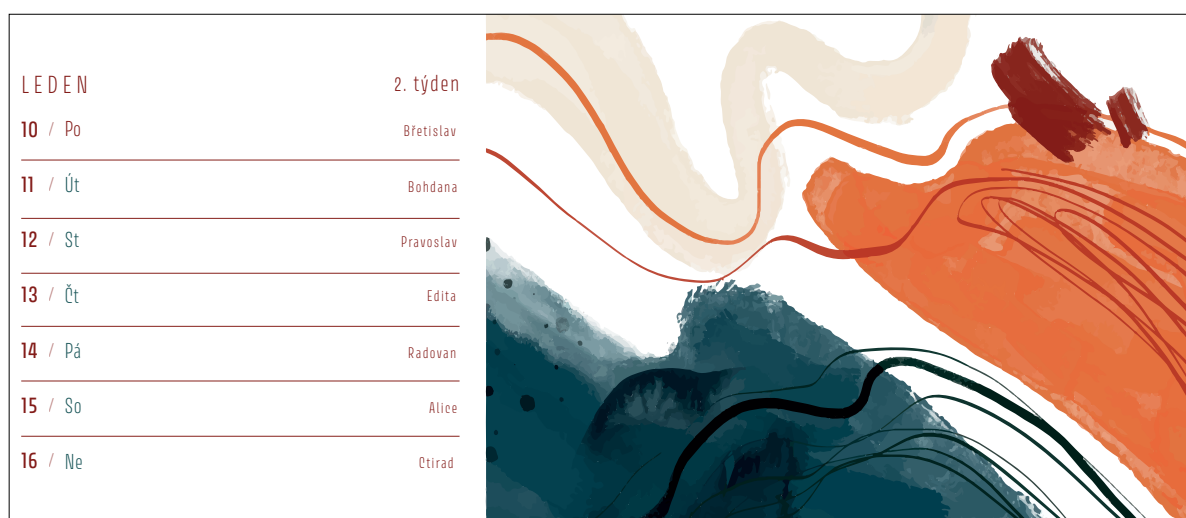 LEDEN 2. týden
10 / Po Břetislav
11 / Út Bohdana
12 / St Pravoslav
13 / Čt Edita
14 / Pá Radovan
15 / So Alice
16 / Ne Ctirad